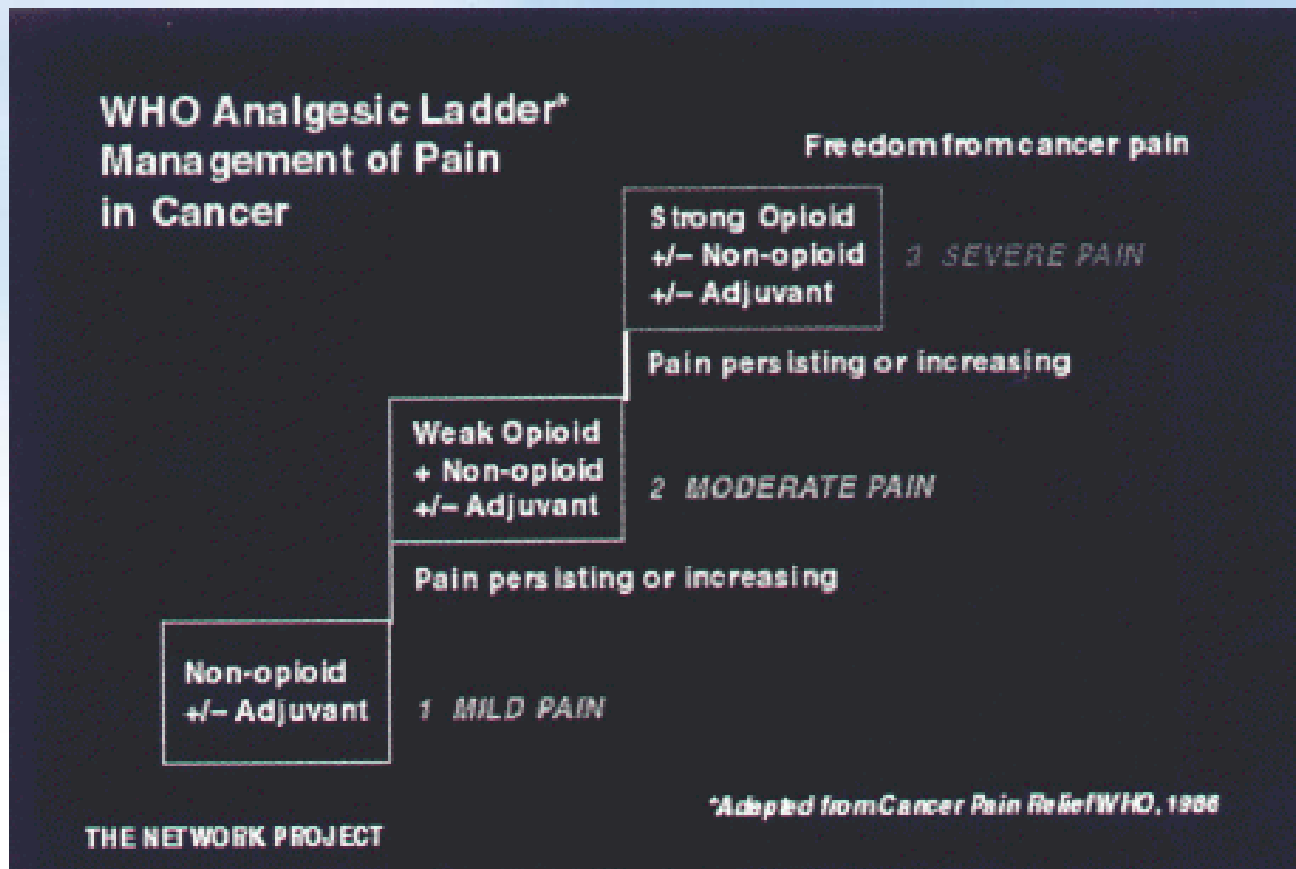 WHO Analgesic Ladder*
Management of Pain
in Cancer
Freedom from cancer pain
Strong Opioid
+/– Non-opioid
+/– Adjuvant
3 SEVERE PAIN
Pain persisting or increasing
Weak Opioid
+ Non-opioid
+/– Adjuvant
2 MODERATE PAIN
Pain persisting or increasing
Non-opioid
+/– Adjuvant
1 MILD PAIN
*Adapted from Cancer Pain Relief WHO, 1986
THE NETWORK PROJECT